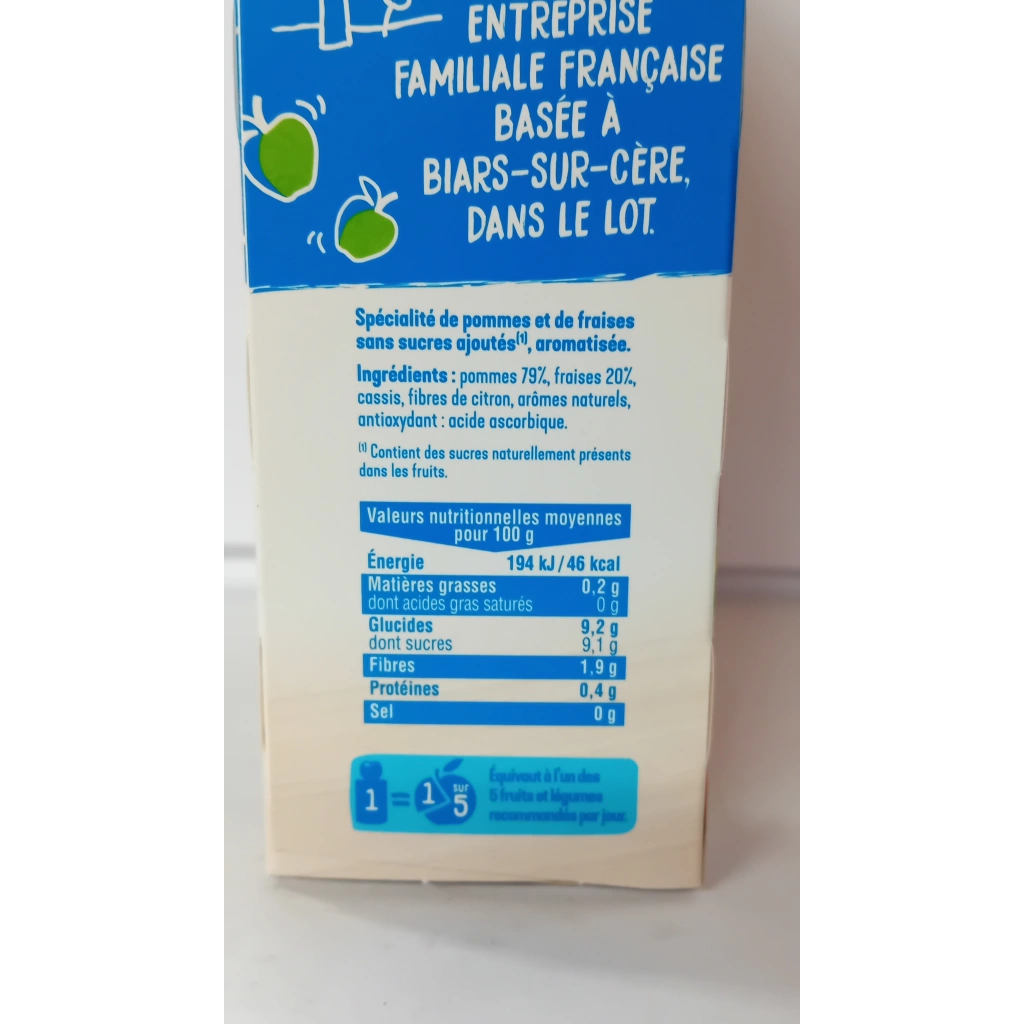 ENTREPRISE
FAMILIALE FRANÇAISE
BASÉE À
BIARS-SUR-CÈRE,
DANS LE LOT.
Spécialité de pommes et de fraises
sans sucres ajoutés(1), aromatisée.
Ingrédients : pommes 79%, fraises 20%,
cassis, fibres de citron, arômes naturels,
antioxydant : acide ascorbique.
(1) Contient des sucres naturellement présents
dans les fruits.
Valeurs nutritionnelles moyennes
pour 100 g
Énergie 194 kJ / 46 kcal
Matières grasses 0,2 g
dont acides gras saturés 0 g
Glucides 9,2 g
dont sucres 9,1 g
Fibres 1,9 g
Protéines 0,4 g
Sel 0 g
1 = 1 sur 5
Équivaut à l'un des
5 fruits et légumes
recommandés par jour.